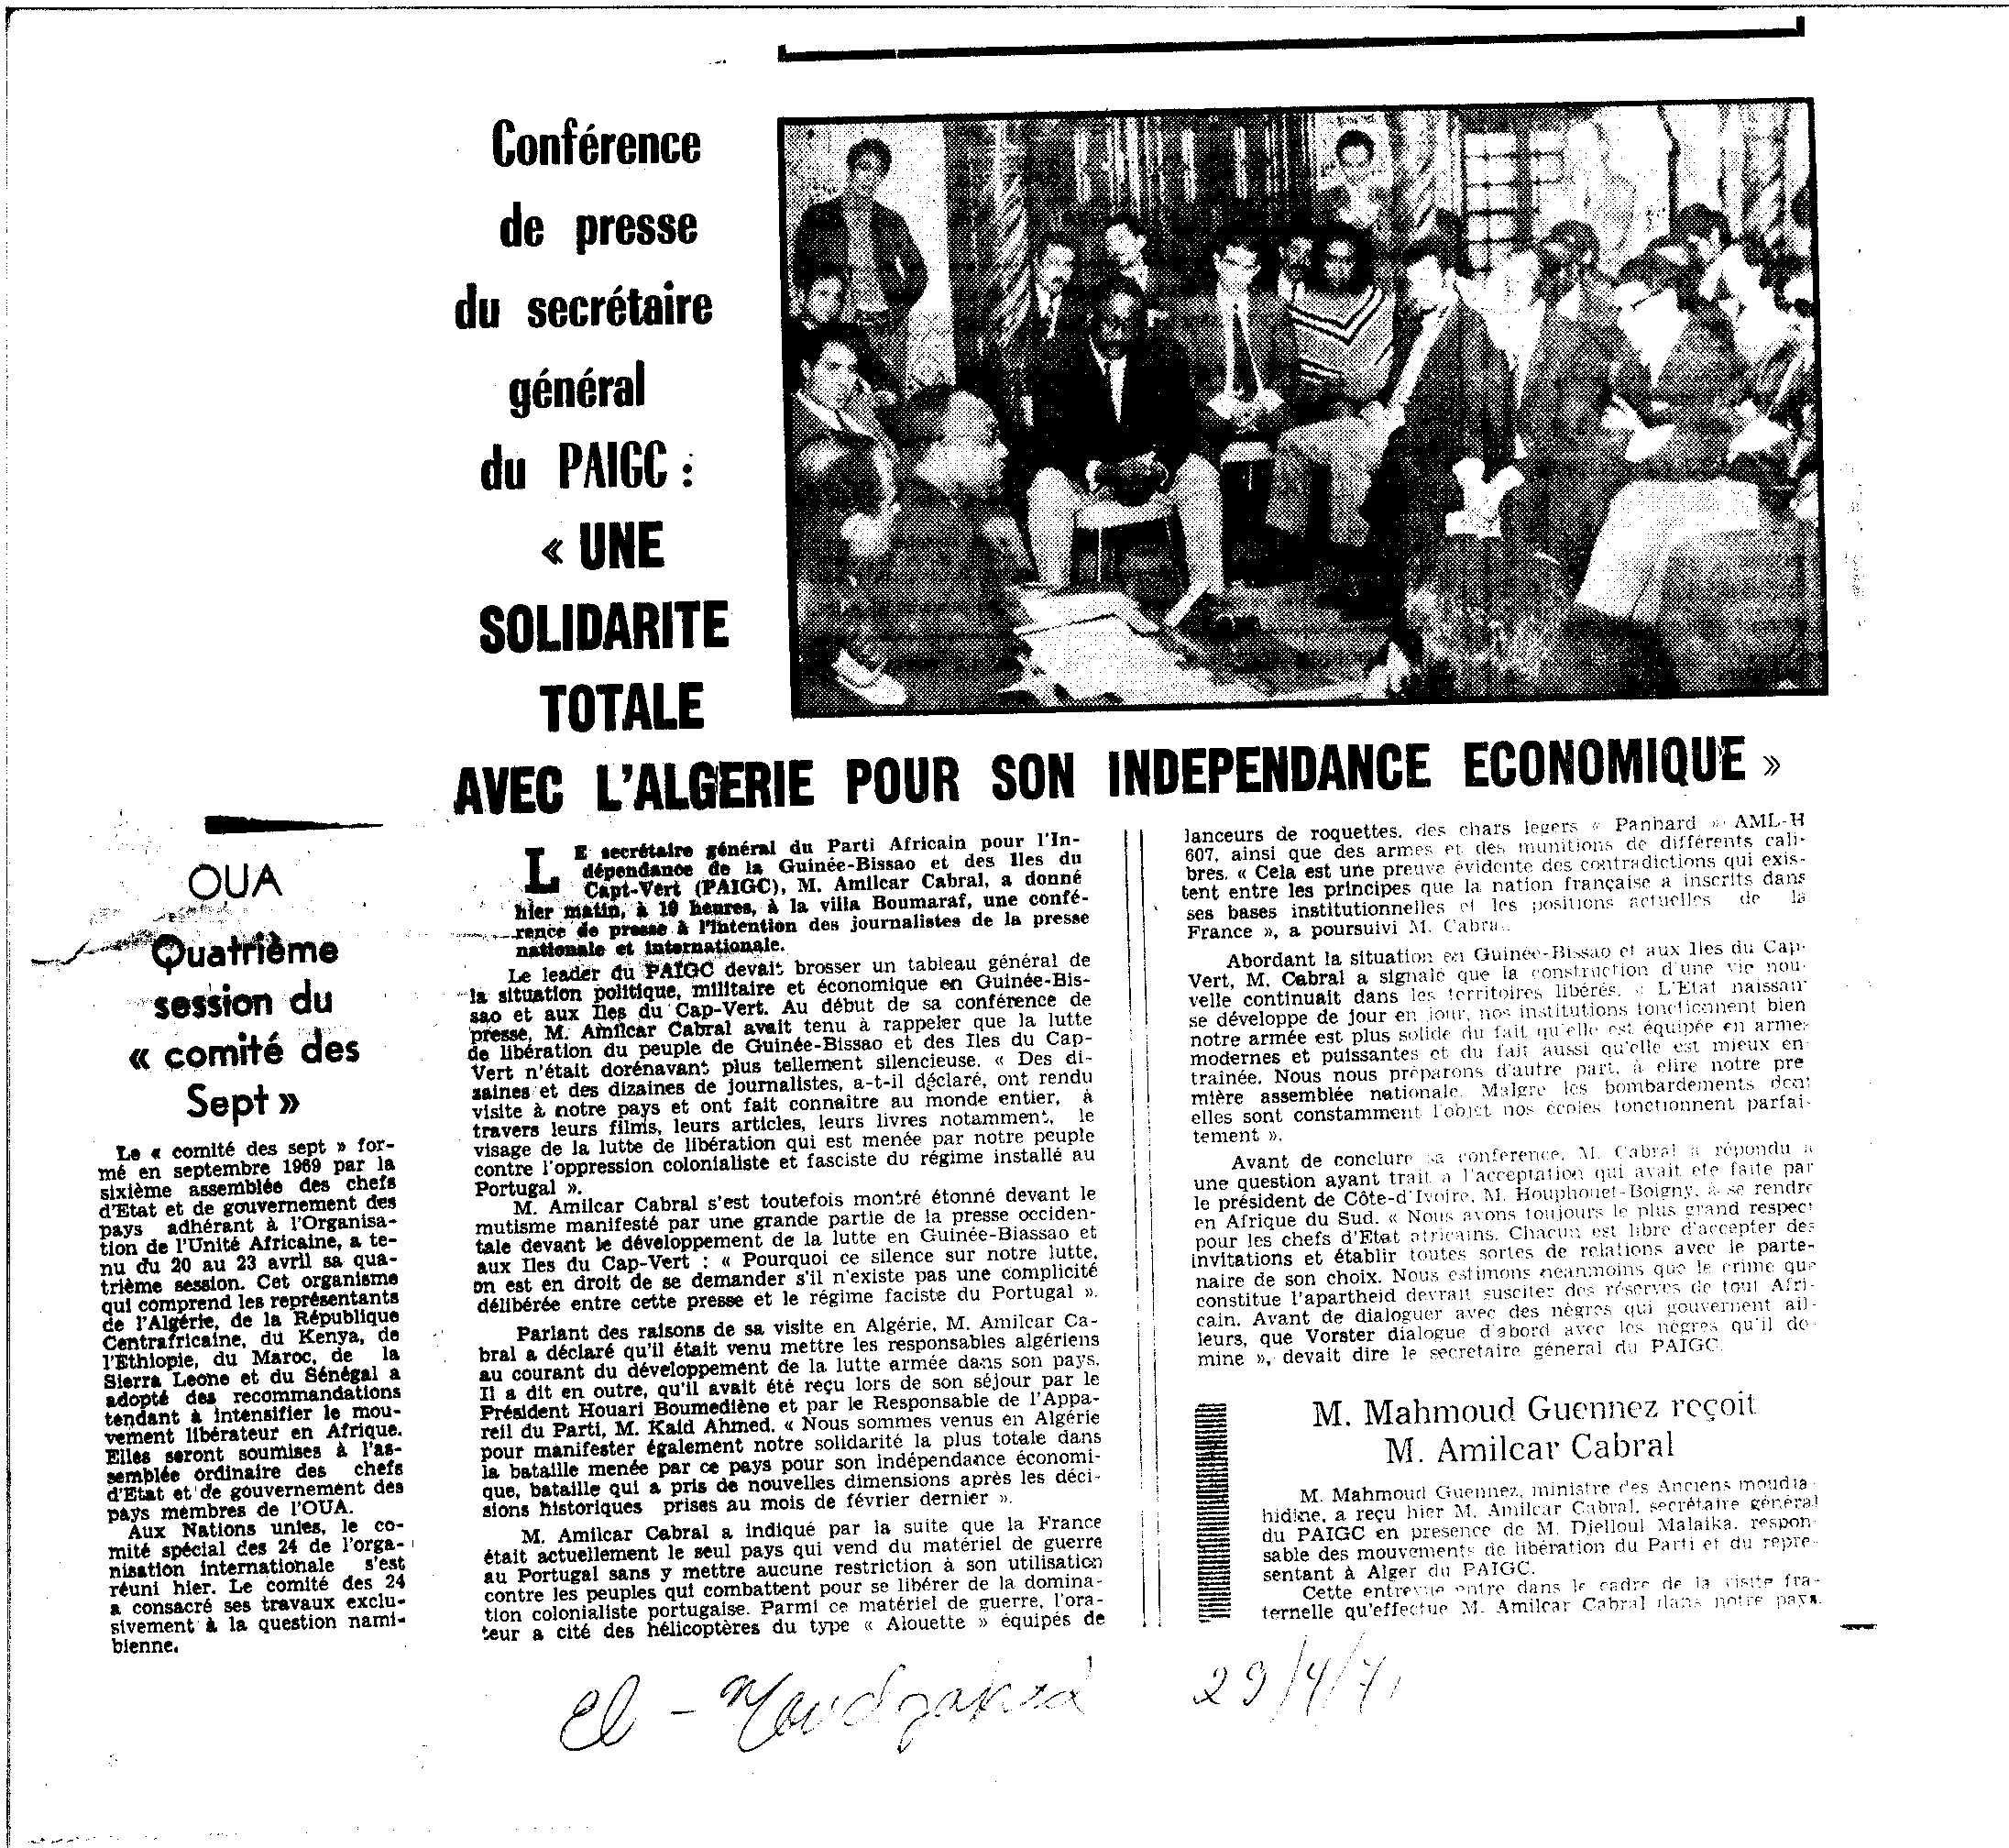 Conférence
de presse
du secrétaire
général
du PAIGC :
« UNE
SOLIDARITE
TOTALE
AVEC L'ALGERIE POUR SON INDEPENDANCE ECONOMIQUE »
OUA
Quatrième
session du
« comité des
Sept »
Le « comité des sept » for-
mé en septembre 1969 par la
sixième assemblée des chefs
d'Etat et de gouvernement des
pays adhérant à l'Organisa-
tion de l'Unité Africaine, a te-
nu du 20 au 23 avril sa qua-
trième session. Cet organisme
qui comprend les représentants
de l'Algérie, de la République
Centrafricaine, du Kenya, de
l'Ethiopie, du Maroc, de la
Sierra Leone et du Sénégal a
adopté des recommandations
tendant à intensifier le mou-
vement libérateur en Afrique.
Elles seront soumises à l'as-
semblée ordinaire des chefs
d'Etat et de gouvernement des
pays membres de l'OUA.
Aux Nations unies, le co-
mité spécial des 24 de l'orga-
nisation internationale s'est
réuni hier. Le comité des 24
a consacré ses travaux exclu-
sivement à la question nami-
bienne.
LE secrétaire général du Parti Africain pour l'In-
dépendance de la Guinée-Bissao et des Iles du
Capt-Vert (PAIGC), M. Amilcar Cabral, a donné
hier matin, à 10 heures, à la villa Boumaraf, une confé-
rence de presse à l'intention des journalistes de la presse
nationale et internationale.
Le leader du PAIGC devait brosser un tableau général de
la situation politique, militaire et économique en Guinée-Bis-
sao et aux Iles du Cap-Vert. Au début de sa conférence de
presse, M. Amilcar Cabral avait tenu à rappeler que la lutte
de libération du peuple de Guinée-Bissao et des Iles du Cap-
Vert n'était dorénavant plus tellement silencieuse. « Des di-
zaines et des dizaines de journalistes, a-t-il déclaré, ont rendu
visite à notre pays et ont fait connaitre au monde entier, à
travers leurs films, leurs articles, leurs livres notamment, le
visage de la lutte de libération qui est menée par notre peuple
contre l'oppression colonialiste et fasciste du régime installé au
Portugal ».
M. Amilcar Cabral s'est toutefois montré étonné devant le
mutisme manifesté par une grande partie de la presse occiden-
tale devant le développement de la lutte en Guinée-Biassao et
aux Iles du Cap-Vert : « Pourquoi ce silence sur notre lutte,
on est en droit de se demander s'il n'existe pas une complicité
délibérée entre cette presse et le régime faciste du Portugal ».
Parlant des raisons de sa visite en Algérie, M. Amilcar Ca-
bral a déclaré qu'il était venu mettre les responsables algériens
au courant du développement de la lutte armée dans son pays.
Il a dit en outre, qu'il avait été reçu lors de son séjour par le
Président Houari Boumediène et par le Responsable de l'Appa-
reil du Parti, M. Kaïd Ahmed. « Nous sommes venus en Algérie
pour manifester également notre solidarité la plus totale dans
la bataille menée par ce pays pour son indépendance économi-
que, bataille qui a pris de nouvelles dimensions après les déci-
sions historiques prises au mois de février dernier ».
M. Amilcar Cabral a indiqué par la suite que la France
était actuellement le seul pays qui vend du matériel de guerre
au Portugal sans y mettre aucune restriction à son utilisation
contre les peuples qui combattent pour se libérer de la domina-
tion colonialiste portugaise. Parmi ce matériel de guerre, l'ora-
teur a cité des hélicoptères du type « Alouette » équipés de
lanceurs de roquettes, des chars legers « Panhard » AML-H
607, ainsi que des armes et des munitions de différents cali-
bres. « Cela est une preuve évidente des contradictions qui exis-
tent entre les principes que la nation française a inscrits dans
ses bases institutionnelles et les positions actuelles de la
France », a poursuivi M. Cabral.
Abordant la situation en Guinée-Bissao et aux Iles du Cap-
Vert, M. Cabral a signalé que la construction d'une vie nou-
velle continuait dans les territoires libérés. « L'Etat naissant
se développe de jour en jour, nos institutions fonctionnent bien
notre armée est plus solide du fait qu'elle est équipée en armes
modernes et puissantes et du fait aussi qu'elle est mieux en-
trainée. Nous nous préparons d'autre part, à elire notre pre-
mière assemblée nationale. Malgre les bombardements dont
elles sont constamment l'objet nos écoles fonctionnent parfai-
tement ».
Avant de conclure sa conference, M. Cabral a répondu à
une question ayant trait a l'acceptation qui avait ete faite par
le président de Côte-d'Ivoire, M. Houphouet-Boigny, à se rendre
en Afrique du Sud. « Nous avons toujours le plus grand respect
pour les chefs d'Etat africains. Chacun est libre d'accepter des
invitations et établir toutes sortes de relations avec le parte-
naire de son choix. Nous estimons neanmoins que le crime que
constitue l'apartheid devrait susciter des réserves de tout Afri-
cain. Avant de dialoguer avec des nègres qui gouvernent ail-
leurs, que Vorster dialogue d'abord avec les nègres qu'il do-
mine », devait dire le secretaire géneral du PAIGC.
M. Mahmoud Guennez reçoit
M. Amilcar Cabral
M. Mahmoud Guennez, ministre des Anciens moudja-
hidine, a reçu hier M. Amilcar Cabral, secrétaire général
du PAIGC en presence de M. Djelloul Malaika, respon-
sable des mouvements de libération du Parti et du repre-
sentant à Alger du PAIGC.
Cette entrevue entre dans le cadre de la visite fra-
ternelle qu'effectue M. Amilcar Cabral dans notre pays.
El - Moudjahid 29/4/71